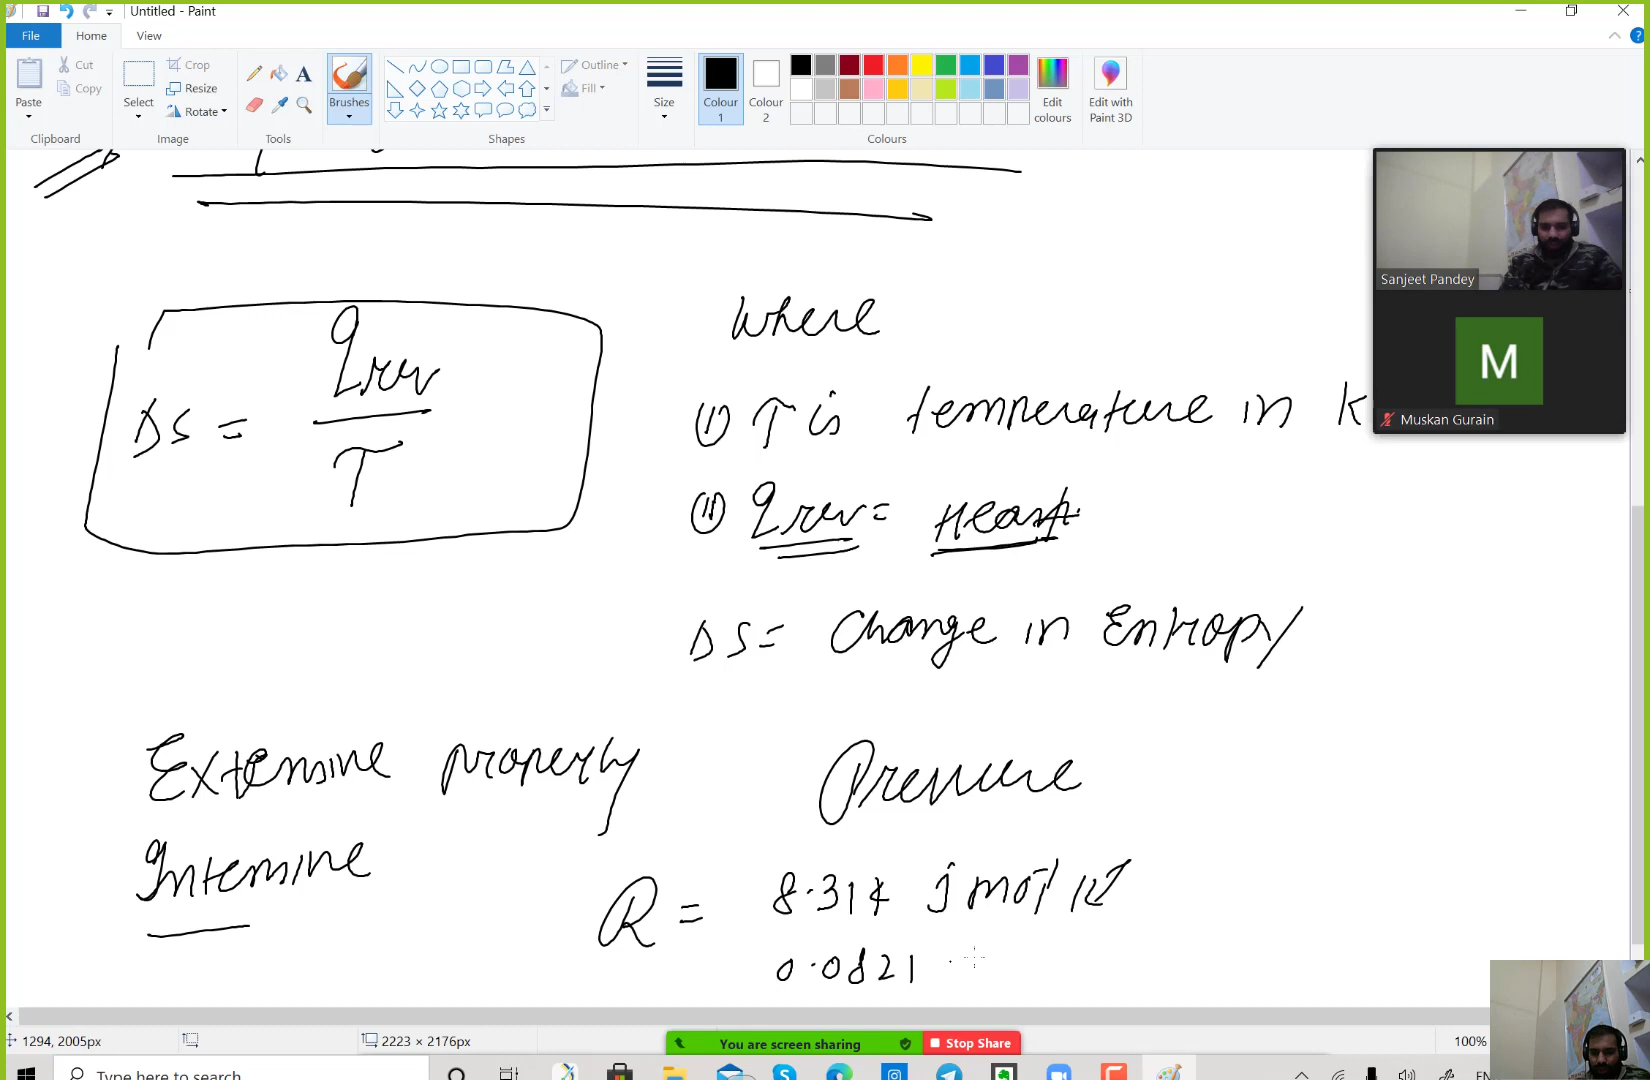 Untitled - Paint
File Home View
Paste
Cut
Copy
Clipboard
Select
Crop
Resize
Rotate
Image
Tools
Brushes
Shapes
Outline
Fill
Size
Colour 1
Colour 2
Edit colours
Edit with Paint 3D
Colours
Sanjeet Pandey
M
Muskan Gurain
ΔS = qrev / T
Where
(i) T is temperature in K
(ii) qrev = Heat
ΔS = Change in Entropy
Extensive property Pressure
Intensive
R = 8.314 J mol⁻¹ K⁻¹
0.0821
1294, 2005px
2223 × 2176px
You are screen sharing
Stop Share
100%
Type here to search